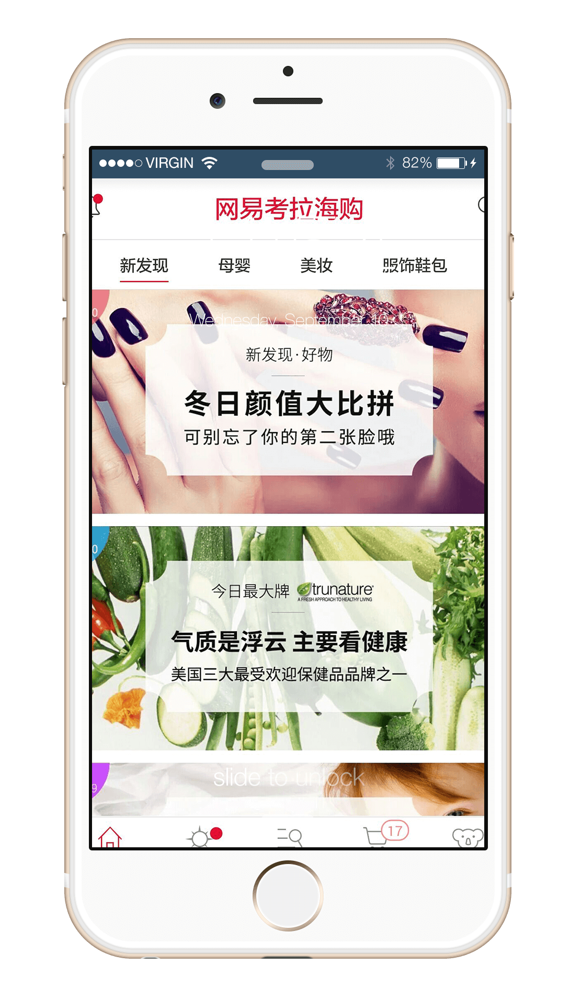 VIRGIN 82%
网易考拉海购
新发现 母婴 美妆 服饰鞋包
0
Wednesday, September 10
新发现·好物
冬日颜值大比拼
可别忘了你的第二张脸哦
0
今日最大牌 trunature®
A FRESH APPROACH TO HEALTHY LIVING
气质是浮云 主要看健康
美国三大最受欢迎保健品品牌之一
slide to unlock
9
17